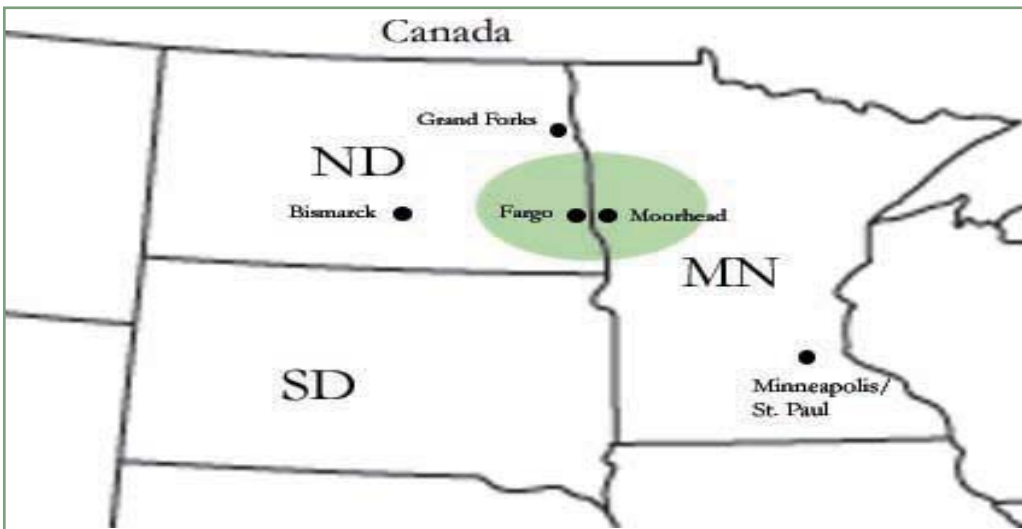 Canada
Grand Forks
ND
Bismarck
Fargo
Moorhead
MN
SD
Minneapolis/
St. Paul